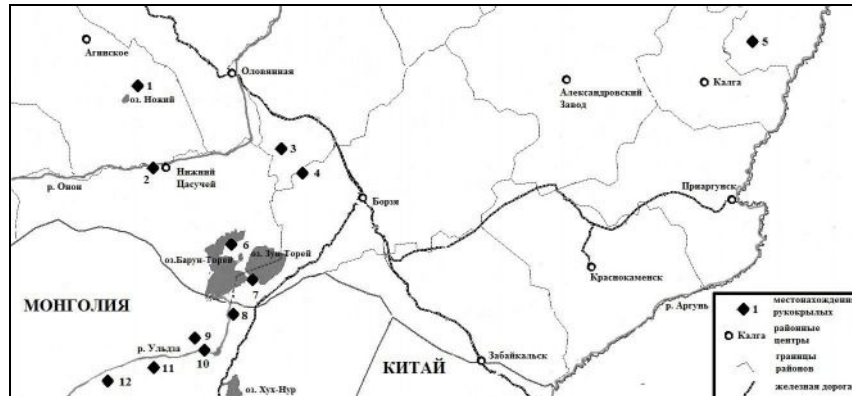 Агинское
Оловянная
1
оз. Ножий
5
Калга
Александровский
Завод
3
4
2
Нижний
Цасучей
р. Онон
Борзя
Приаргунск
6
оз.Барун-Торей
оз. Зун-Торей
7
Краснокаменск
МОНГОЛИЯ
8
р. Аргунь
9
р. Ульдза
10
11
12
КИТАЙ
Забайкальск
оз. Хух-Нур
1
местонахождения
рукокрылых
Калга
районные
центры
границы
районов
железная дорога